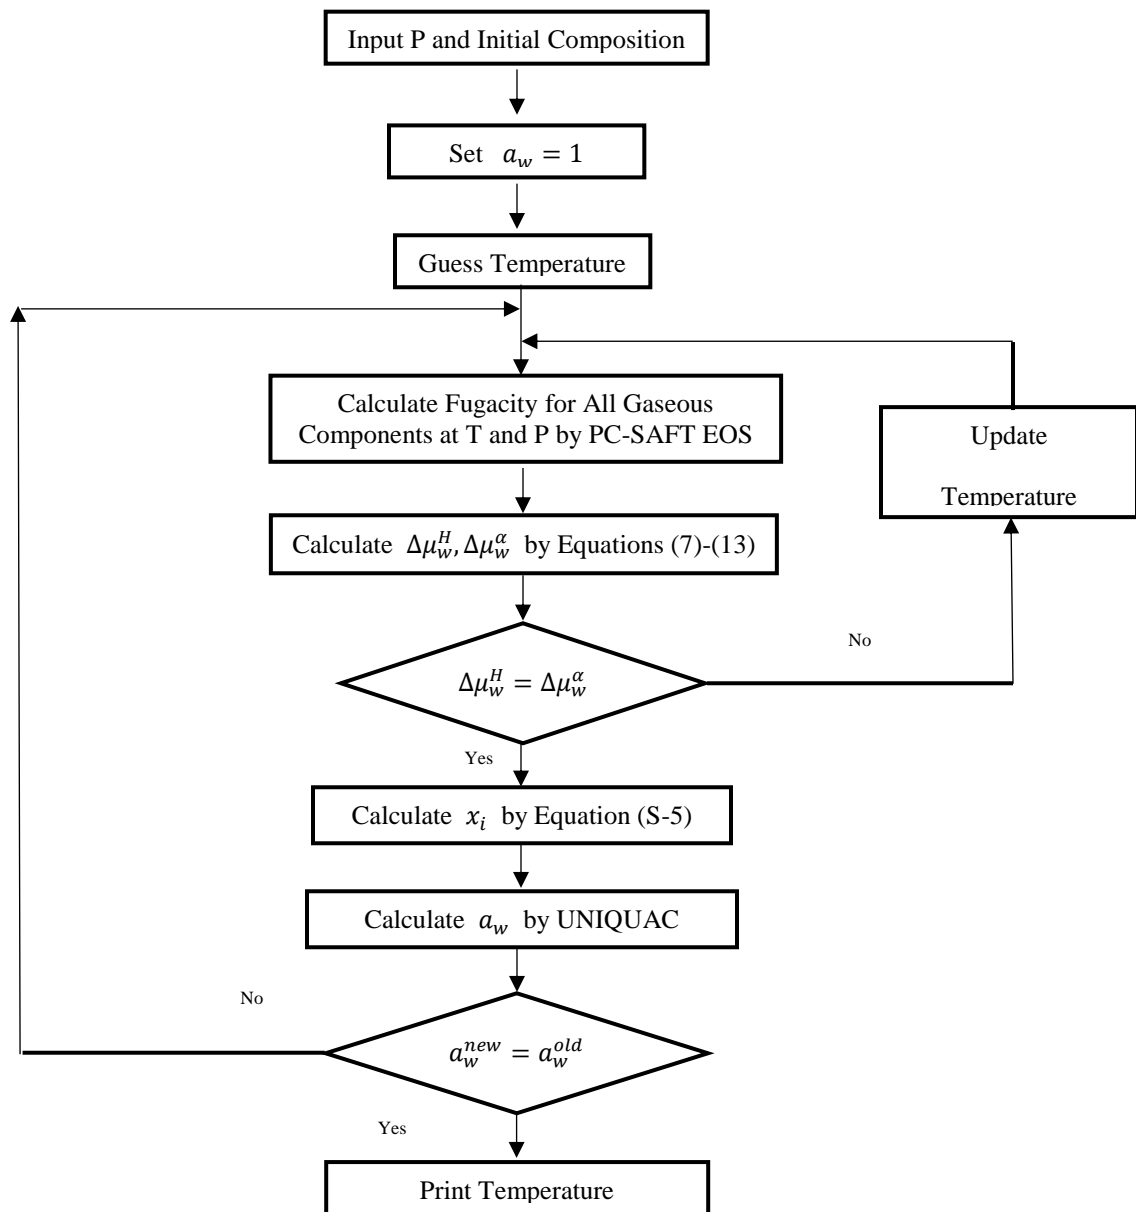 Input P and Initial Composition
Set a_w = 1
Guess Temperature
Calculate Fugacity for All Gaseous
Components at T and P by PC-SAFT EOS
Update
Temperature
Calculate Δμ_w^H, Δμ_w^α by Equations (7)-(13)
No
Δμ_w^H = Δμ_w^α
Yes
Calculate x_i by Equation (S-5)
Calculate a_w by UNIQUAC
No
a_w^new = a_w^old
Yes
Print Temperature